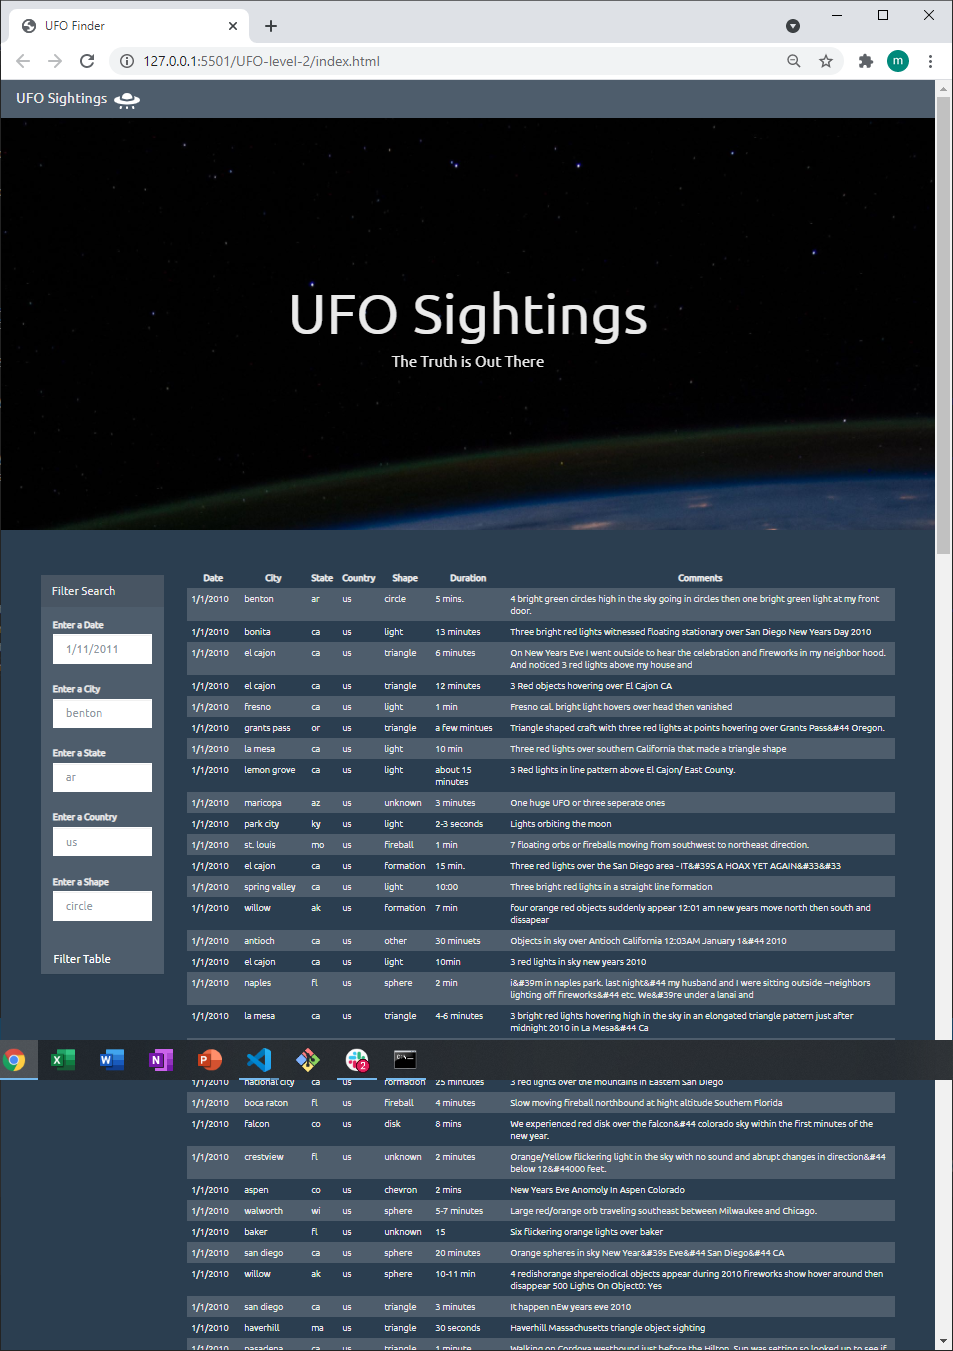 UFO Finder
127.0.0.1:5501/UFO-level-2/index.html
m
UFO Sightings
UFO Sightings
The Truth is Out There
Filter Search
Enter a Date
1/11/2011
Enter a City
benton
Enter a State
ar
Enter a Country
us
Enter a Shape
circle
Filter Table
Date City State Country Shape Duration Comments
1/1/2010 benton ar us circle 5 mins. 4 bright green circles high in the sky going in circles then one bright green light at my front
door.
1/1/2010 bonita ca us light 13 minutes Three bright red lights witnessed floating stationary over San Diego New Years Day 2010
1/1/2010 el cajon ca us triangle 6 minutes On New Years Eve I went outside to hear the celebration and fireworks in my neighbor hood.
And noticed 3 red lights above my house and
1/1/2010 el cajon ca us triangle 12 minutes 3 Red objects hovering over El Cajon CA
1/1/2010 fresno ca us light 1 min Fresno cal. bright light hovers over head then vanished
1/1/2010 grants pass or us triangle a few mintues Triangle shaped craft with three red lights at points hovering over Grants Pass&#44 Oregon.
1/1/2010 la mesa ca us light 10 min Three red lights over southern California that made a triangle shape
1/1/2010 lemon grove ca us light about 15 3 Red lights in line pattern above El Cajon/ East County.
minutes
1/1/2010 maricopa az us unknown 3 minutes One huge UFO or three seperate ones
1/1/2010 park city ky us light 2-3 seconds Lights orbiting the moon
1/1/2010 st. louis mo us fireball 1 min 7 floating orbs or fireballs moving from southwest to northeast direction.
1/1/2010 el cajon ca us formation 15 min. Three red lights over the San Diego area - IT&#39S A HOAX YET AGAIN&#33&#33
1/1/2010 spring valley ca us light 10:00 Three bright red lights in a straight line formation
1/1/2010 willow ak us formation 7 min four orange red objects suddenly appear 12:01 am new years move north then south and
dissapear
1/1/2010 antioch ca us other 30 minuets Objects in sky over Antioch California 12:03AM January 1&#44 2010
1/1/2010 el cajon ca us light 10min 3 red lights in sky new years 2010
1/1/2010 naples fl us sphere 2 min i&#39m in naples park. last night&#44 my husband and I were sitting outside --neighbors
lighting off fireworks&#44 etc. We&#39re under a lanai and
1/1/2010 la mesa ca us triangle 4-6 minutes 3 bright red lights hovering high in the sky in an elongated triangle pattern just after
midnight 2010 in La Mesa&#44 Ca
2
1/1/2010 national city ca us formation 25 minutes 3 red lights over the mountains in Eastern San Diego
1/1/2010 boca raton fl us fireball 4 minutes Slow moving fireball northbound at hight altitude Southern Florida
1/1/2010 falcon co us disk 8 mins We experienced red disk over the falcon&#44 colorado sky within the first minutes of the
new year.
1/1/2010 crestview fl us unknown 2 minutes Orange/Yellow flickering light in the sky with no sound and abrupt changes in direction&#44
below 12&#44000 feet.
1/1/2010 aspen co us chevron 2 mins New Years Eve Anomoly In Aspen Colorado
1/1/2010 walworth wi us sphere 5-7 minutes Large red/orange orb traveling southeast between Milwaukee and Chicago.
1/1/2010 baker fl us unknown 15 Six flickering orange lights over baker
1/1/2010 san diego ca us sphere 20 minutes Orange spheres in sky New Year&#39s Eve&#44 San Diego&#44 CA
1/1/2010 willow ak us sphere 10-11 min 4 redishorange shpereiodical objects appear during 2010 fireworks show hover around then
disappear 500 Lights On Object0: Yes
1/1/2010 san diego ca us triangle 3 minutes It happen nEw years eve 2010
1/1/2010 haverhill ma us triangle 30 seconds Haverhill Massachusetts triangle object sighting
1/1/2010 pasadena ca us triangle 1 minute Walking on Cordova westbound just before the Hilton. Sun was setting so looked up to see if